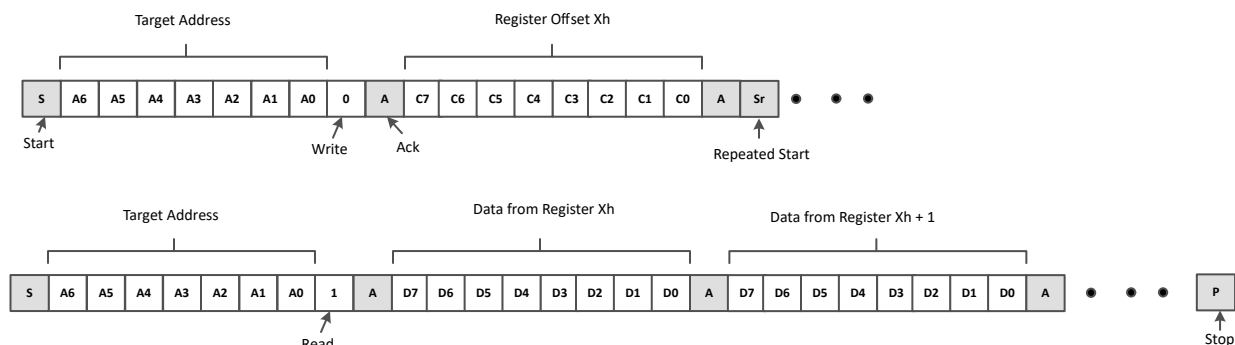 Target Address Register Offset Xh
S A6 A5 A4 A3 A2 A1 A0 0 A C7 C6 C5 C4 C3 C2 C1 C0 A Sr
Start Write Ack Repeated Start
Target Address Data from Register Xh Data from Register Xh + 1
S A6 A5 A4 A3 A2 A1 A0 1 A D7 D6 D5 D4 D3 D2 D1 D0 A D7 D6 D5 D4 D3 D2 D1 D0 A P
Read Stop